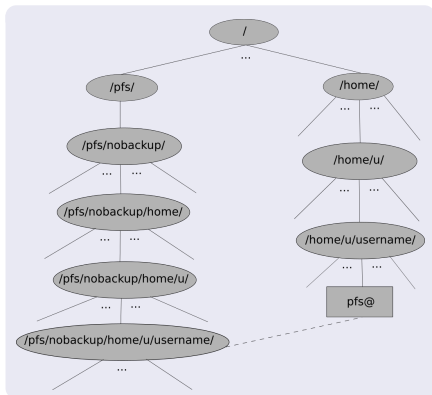 /
...
/pfs/
/home/
... ...
/pfs/nobackup/
/home/u/
... ...
... ...
/pfs/nobackup/home/
/home/u/username/
... ...
... ...
/pfs/nobackup/home/u/
pfs@
... ...
/pfs/nobackup/home/u/username/
...